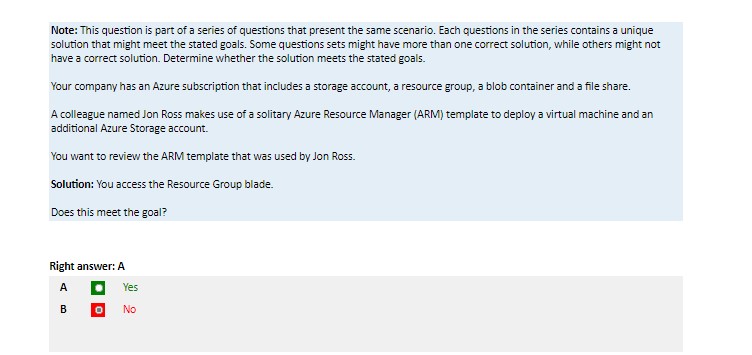 Note: This question is part of a series of questions that present the same scenario. Each questions in the series contains a unique
solution that might meet the stated goals. Some questions sets might have more than one correct solution, while others might not
have a correct solution. Determine whether the solution meets the stated goals.
Your company has an Azure subscription that includes a storage account, a resource group, a blob container and a file share.
A colleague named Jon Ross makes use of a solitary Azure Resource Manager (ARM) template to deploy a virtual machine and an
additional Azure Storage account.
You want to review the ARM template that was used by Jon Ross.
Solution: You access the Resource Group blade.
Does this meet the goal?
Right answer: A
A Yes
B No